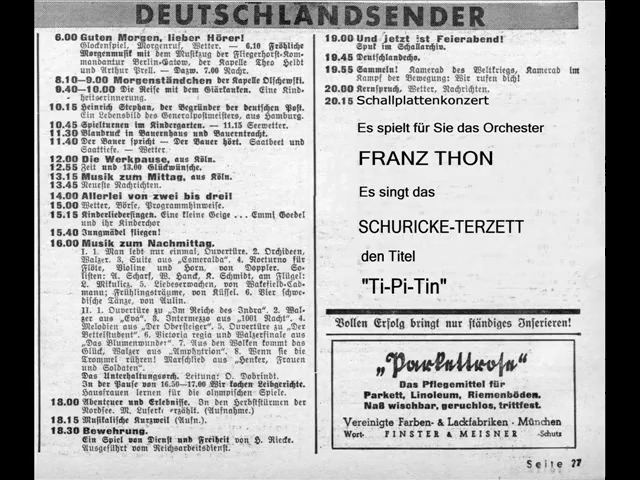 DEUTSCHLANDSENDER
6.00 Guten Morgen, lieber Hörer!
Glockenspiel, Morgenruf, Wetter. — 6.10 Fröhliche
Morgenmusik mit dem Musikzug der Fliegerhorst-Kom-
mandantur Berlin-Gatow, der Kapelle Theo Heldt
und Arthur Prell. — Dazw. 7.00 Nachr.
8.10—9.00 Morgenständchen der Kapelle Olschewski.
9.40—10.00 Die Reise mit dem Giärkanken. Eine Kind-
heitserinnerung.
10.15 Heinrich Stephan, der Begründer der deutschen Post.
Ein Lebensbild des Generalpostmeisters, aus Hamburg.
10.45 Spielturnen im Kindergarten. — 11.15 Seewetter.
11.30 Blaudruck in Bauernhaus und Bauerntracht.
11.40 Der Bauer spricht — Der Bauer hört. Saatbeet und
Saattiefe. — Wetter.
12.00 Die Werkpause, aus Köln.
12.55 Zeit und 13.00 Glückwünsche.
13.15 Musik zum Mittag, aus Köln.
13.45 Neueste Nachrichten.
14.00 Allerlei von zwei bis drei!
15.00 Wetter, Börse, Programmhinweise.
15.15 Kinderliedersingen. Eine kleine Geige . . . Emmi Goedel
und ihr Kinderchor
15.40 Jungmädel fliegen!
16.00 Musik zum Nachmittag.
I. 1. Man lebt nur einmal, Ouvertüre. 2. Orchideen,
Walzer. 3. Suite aus „Esmeralda“. 4. Notturno für
Flöte, Violine und Horn, von Doppler. So-
listen: A. Scharf, W. Hanck, K. Schmidt, am Flügel:
L. Mikulicz. 5. Liebeserwachen, von Wakefield-Cad-
mann; Frühlingsträume, von Küssel. 6. Vier schwe-
dische Tänze, von Aulin.
II. 1. Ouvertüre zu „Im Reiche des Indra“. 2. Wal-
zer aus „Eva“. 3. Intermezzo aus „1001 Nacht“. 4.
Melodien aus „Der Obersteiger“. 5. Ouvertüre zu „Der
Bettelstudent“. 6. Victoria regia und Walzerfinale aus
„Das Blumenwunder“. 7. Aus den Wolken kommt das
Glück, Walzer aus „Amphytrion“. 8. Wenn sie die
Trommel rühren! Marschlied aus „Henker, Frauen
und Soldaten“.
Das Unterhaltungsorch. Leitung: O. Dobrindt.
In der Pause von 16.50—17.00 Wir kochen Leibgerichte.
Hausfrauen lernen für die olympischen Spiele.
18.00 Abenteuer und Erlebnisse. In den Herbststürmen der
Nordsee. M. Luserke erzählt. (Aufnahme.)
18.15 Musikalische Kurzweil (Aufn.).
18.30 Bewehrung.
Ein Spiel von Dienst und Freiheit von H. Riecke.
Ausgeführt vom Reichsarbeitsdienst.
19.00 Und jetzt ist Feierabend!
Spuk im Schallarchiv.
19.45 Deutschlandecho.
19.55 Sammeln! Kamerad des Weltkriegs, Kamerad im
Kampf der Bewegung: Wir rufen dich!
20.00 Kernspruch, Wetter, Nachrichten.
20.15 Schallplattenkonzert
Es spielt für Sie das Orchester
FRANZ THON
Es singt das
SCHURICKE-TERZETT
den Titel
"Ti-Pi-Tin"
Vollen Erfolg bringt nur ständiges Inserieren!
„Parkettrose“
Das Pflegemittel für
Parkett, Linoleum, Riemenböden.
Naß wischbar, geruchlos, trittfest.
Vereinigte Farben- & Lackfabriken · München
Wort- FINSTER & MEISNER -Schutz
Seite 27